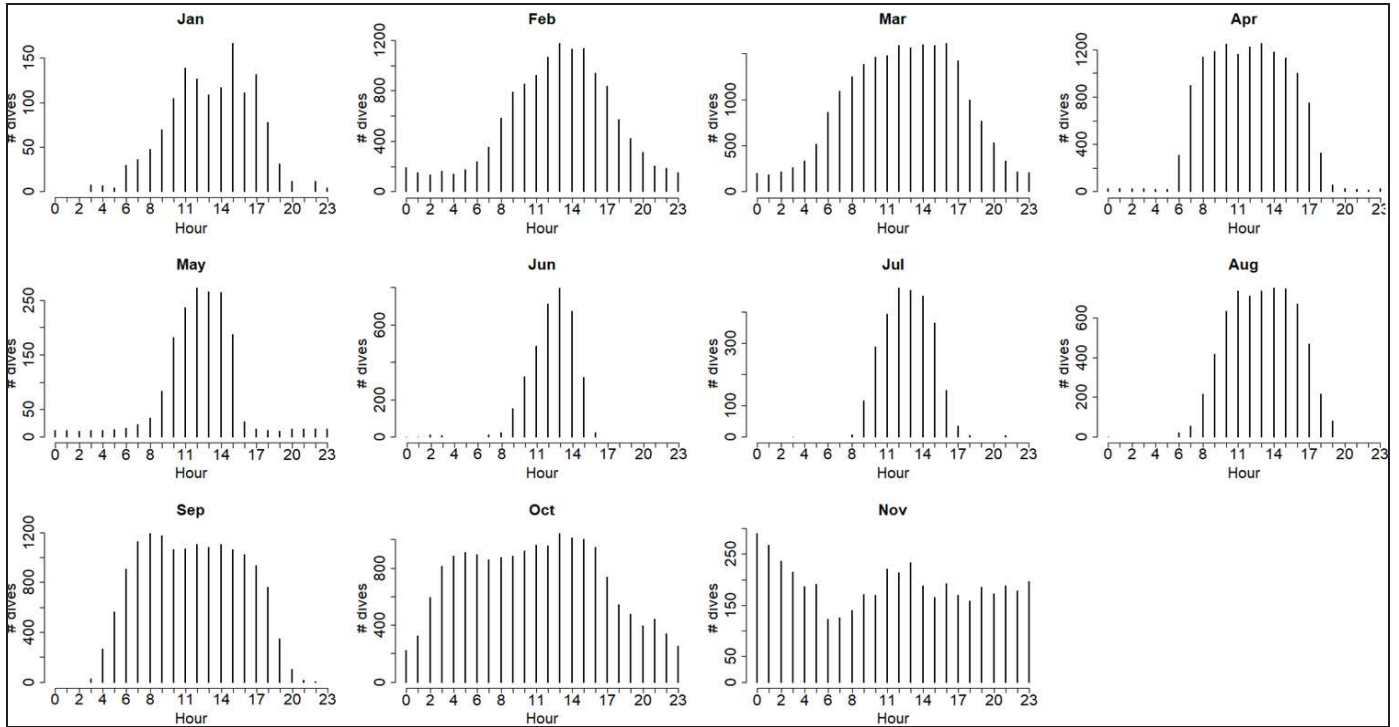 Jan Feb Mar Apr
# dives 0 50 100 150
0 2 4 6 8 11 14 17 20 23
Hour
# dives 0 400 800 1200
0 2 4 6 8 11 14 17 20 23
Hour
# dives 0 500 1000
0 2 4 6 8 11 14 17 20 23
Hour
# dives 0 400 800 1200
0 2 4 6 8 11 14 17 20 23
Hour
May Jun Jul Aug
# dives 0 50 150 250
0 2 4 6 8 11 14 17 20 23
Hour
# dives 0 200 600
0 2 4 6 8 11 14 17 20 23
Hour
# dives 0 100 300
0 2 4 6 8 11 14 17 20 23
Hour
# dives 0 200 400 600
0 2 4 6 8 11 14 17 20 23
Hour
Sep Oct Nov
# dives 0 400 800 1200
0 2 4 6 8 11 14 17 20 23
Hour
# dives 0 400 800
0 2 4 6 8 11 14 17 20 23
Hour
# dives 0 50 150 250
0 2 4 6 8 11 14 17 20 23
Hour